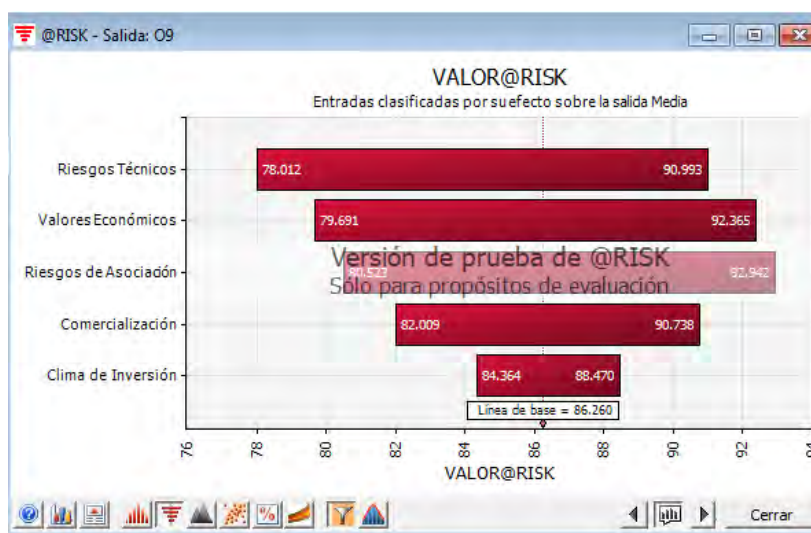 @RISK - Salida: O9
VALOR@RISK
Entradas clasificadas por su efecto sobre la salida Media
Riesgos Técnicos
78.012 90.993
Valores Económicos
79.691 92.365
Versión de prueba de @RISK
Riesgos de Asociación
80.523 92.942
Sólo para propósitos de evaluación
Comercialización
82.009 90.738
Clima de Inversión
84.364 88.470
Línea de base = 86.260
76 78 80 82 84 86 88 90 92 94
VALOR@RISK
Cerrar